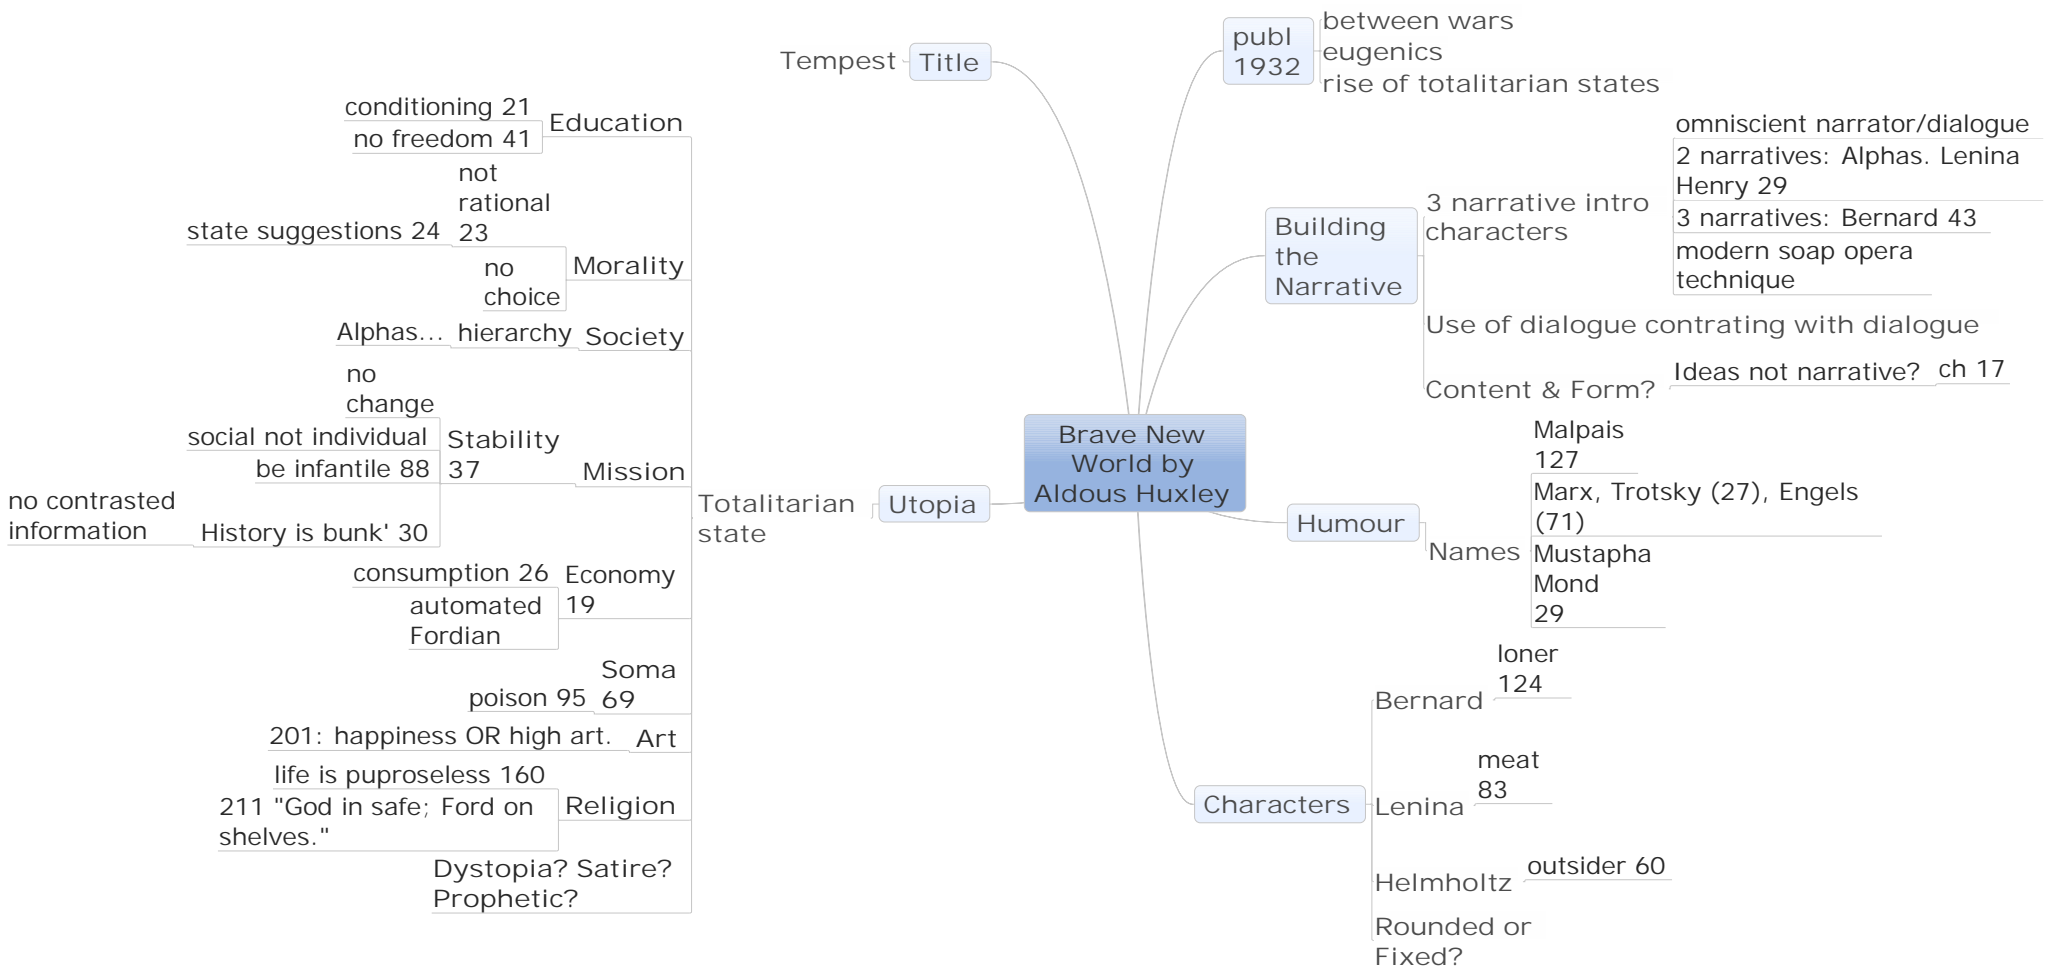 Brave New
World by
Aldous Huxley
Title
Tempest
publ
1932
between wars
eugenics
rise of totalitarian states
Building
the
Narrative
3 narrative intro
characters
omniscient narrator/dialogue
2 narratives: Alphas. Lenina
Henry 29
3 narratives: Bernard 43
modern soap opera
technique
Use of dialogue contrating with dialogue
Content & Form?
Ideas not narrative?
ch 17
Humour
Names
Malpais
127
Marx, Trotsky (27), Engels
(71)
Mustapha
Mond
29
Characters
Bernard
loner
124
Lenina
meat
83
Helmholtz
outsider 60
Rounded or
Fixed?
Utopia
Totalitarian
state
Education
conditioning 21
no freedom 41
Morality
not
rational
23
state suggestions 24
no
choice
Society
hierarchy
Alphas...
Mission
Stability
37
no
change
social not individual
be infantile 88
History is bunk' 30
no contrasted
information
Economy
19
consumption 26
automated
Fordian
Soma
69
poison 95
Art
201: happiness OR high art.
Religion
life is puproseless 160
211 "God in safe; Ford on
shelves."
Dystopia? Satire?
Prophetic?